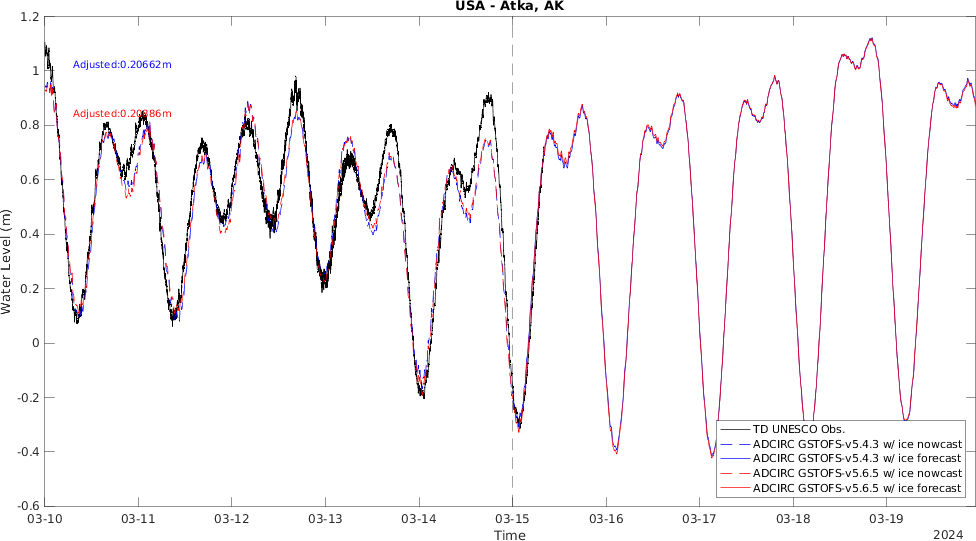 USA - Atka, AK
1.2
1
0.8
0.6
0.4
0.2
0
-0.2
-0.4
-0.6
Water Level (m)
Adjusted:0.20662m
Adjusted:0.20386m
TD UNESCO Obs.
ADCIRC GSTOFS-v5.4.3 w/ ice nowcast
ADCIRC GSTOFS-v5.4.3 w/ ice forecast
ADCIRC GSTOFS-v5.6.5 w/ ice nowcast
ADCIRC GSTOFS-v5.6.5 w/ ice forecast
03-10 03-11 03-12 03-13 03-14 03-15 03-16 03-17 03-18 03-19
Time
2024